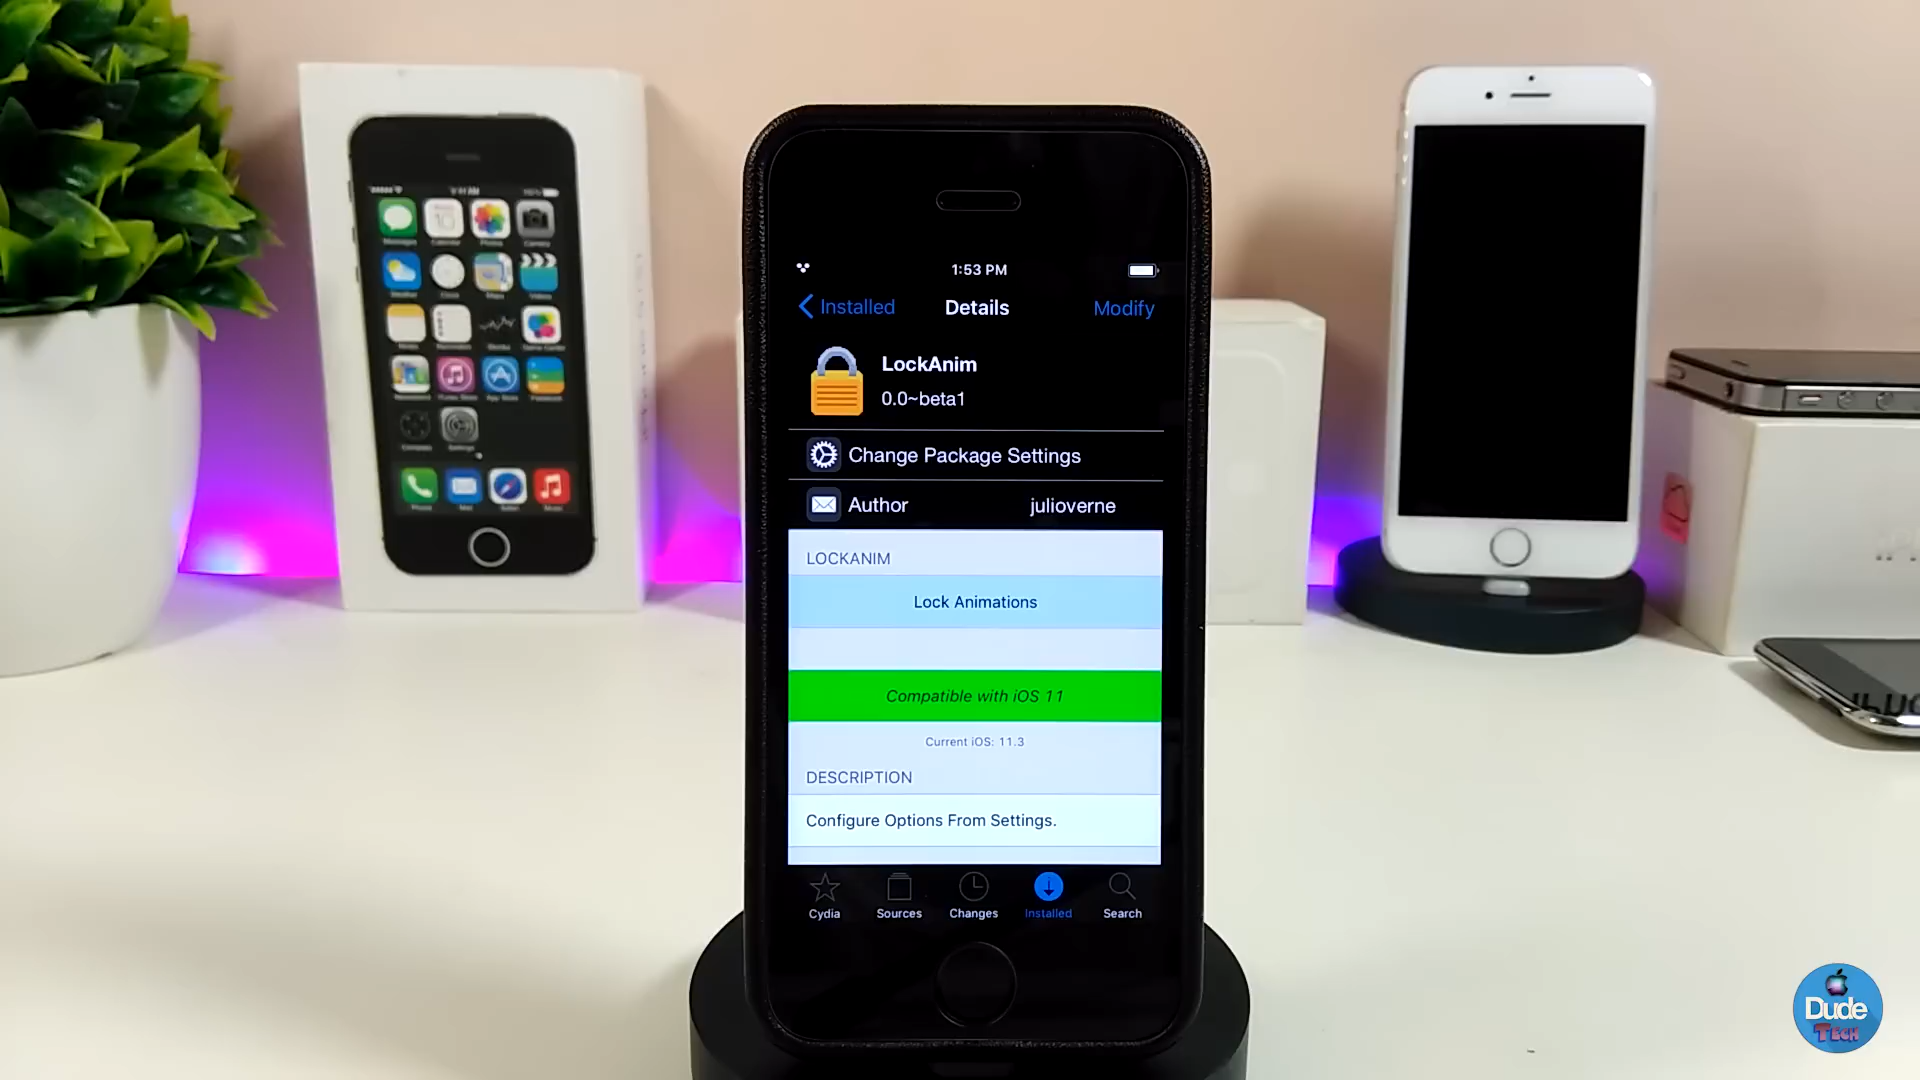 1:53 PM
Installed
Details
Modify
LockAnim
0.0~beta1
Change Package Settings
Author
julioverne
LOCKANIM
Lock Animations
Compatible with iOS 11
Current iOS: 11.3
DESCRIPTION
Configure Options From Settings.
Cydia
Sources
Changes
Installed
Search
Dude
TECH